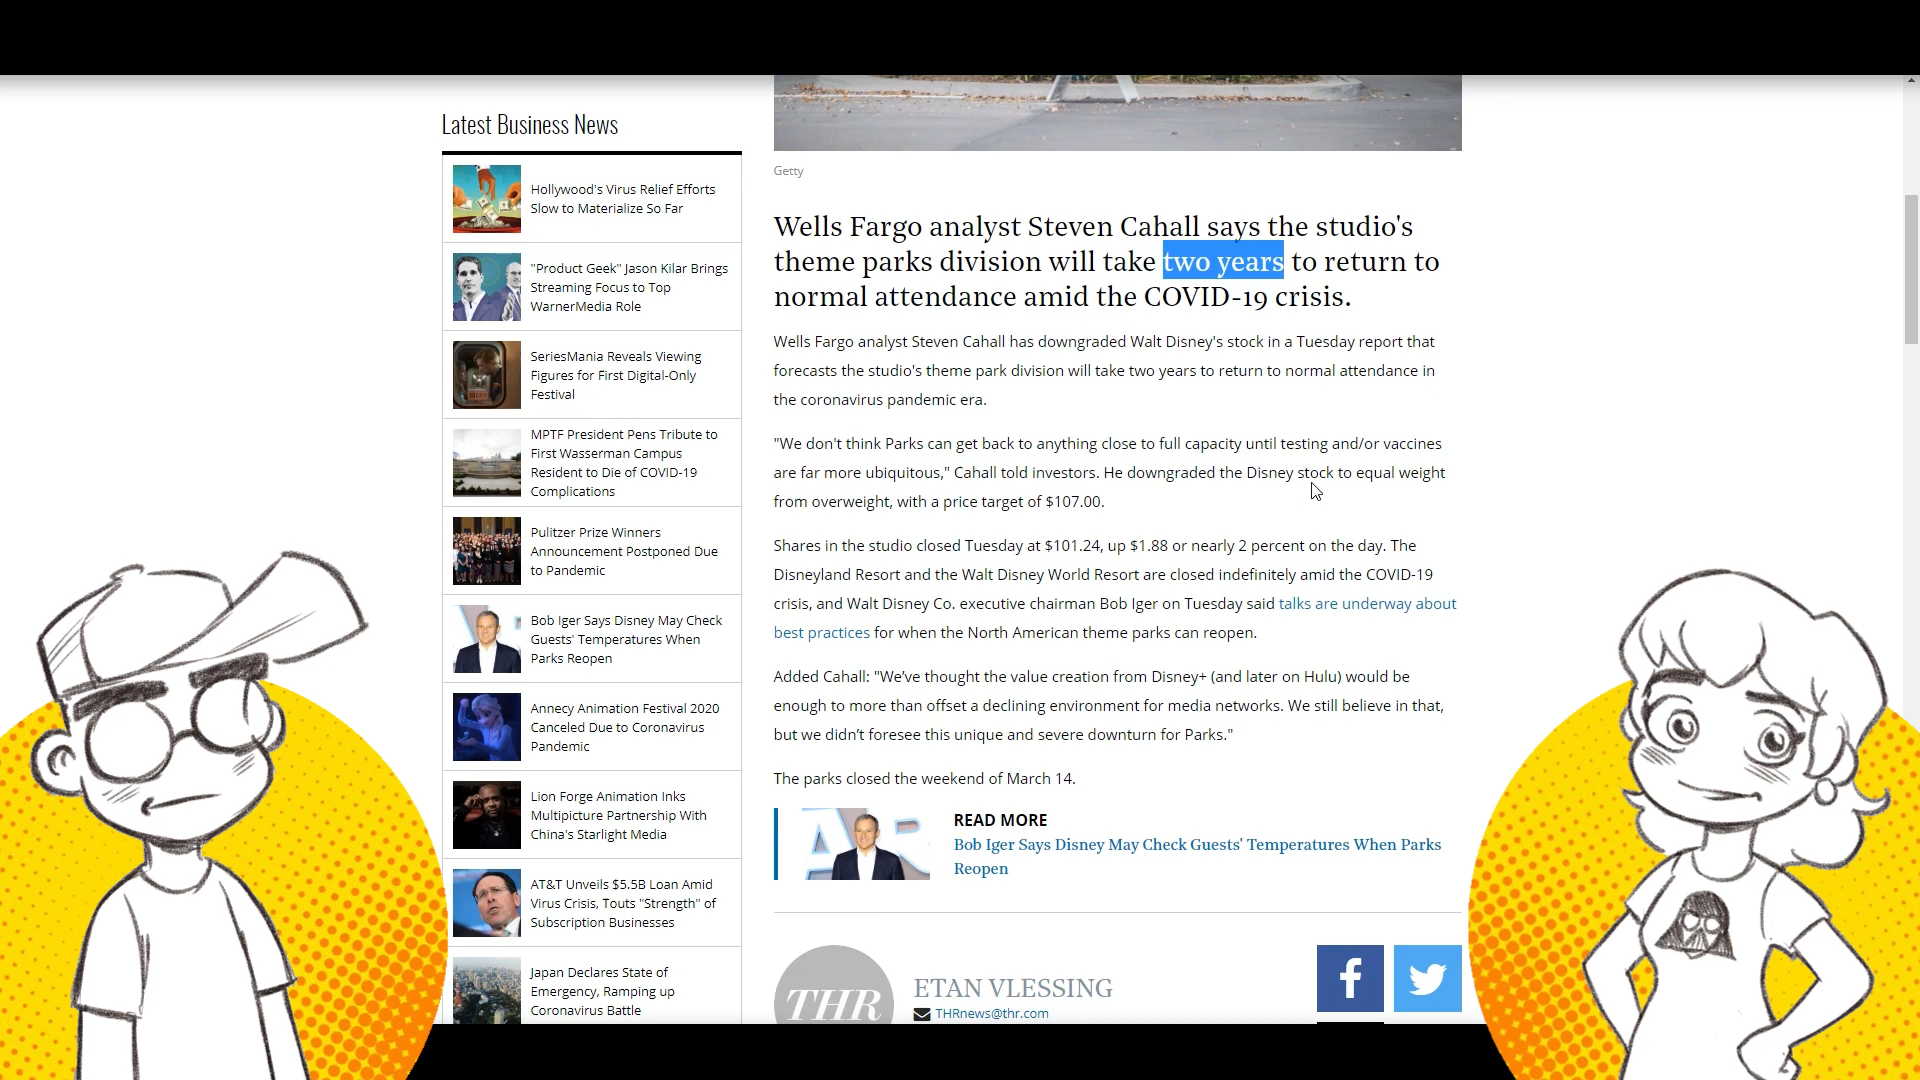 Latest Business News
Hollywood's Virus Relief Efforts
Slow to Materialize So Far
"Product Geek" Jason Kilar Brings
Streaming Focus to Top
WarnerMedia Role
SeriesMania Reveals Viewing
Figures for First Digital-Only
Festival
MPTF President Pens Tribute to
First Wasserman Campus
Resident to Die of COVID-19
Complications
Pulitzer Prize Winners
Announcement Postponed Due
to Pandemic
Bob Iger Says Disney May Check
Guests' Temperatures When
Parks Reopen
Annecy Animation Festival 2020
Canceled Due to Coronavirus
Pandemic
Lion Forge Animation Inks
Multipicture Partnership With
China's Starlight Media
AT&T Unveils $5.5B Loan Amid
Virus Crisis, Touts "Strength" of
Subscription Businesses
Japan Declares State of
Emergency, Ramping up
Coronavirus Battle
Getty
Wells Fargo analyst Steven Cahall says the studio's
theme parks division will take two years to return to
normal attendance amid the COVID-19 crisis.
Wells Fargo analyst Steven Cahall has downgraded Walt Disney's stock in a Tuesday report that
forecasts the studio's theme park division will take two years to return to normal attendance in
the coronavirus pandemic era.
"We don't think Parks can get back to anything close to full capacity until testing and/or vaccines
are far more ubiquitous," Cahall told investors. He downgraded the Disney stock to equal weight
from overweight, with a price target of $107.00.
Shares in the studio closed Tuesday at $101.24, up $1.88 or nearly 2 percent on the day. The
Disneyland Resort and the Walt Disney World Resort are closed indefinitely amid the COVID-19
crisis, and Walt Disney Co. executive chairman Bob Iger on Tuesday said talks are underway about
best practices for when the North American theme parks can reopen.
Added Cahall: "We've thought the value creation from Disney+ (and later on Hulu) would be
enough to more than offset a declining environment for media networks. We still believe in that,
but we didn't foresee this unique and severe downturn for Parks."
The parks closed the weekend of March 14.
READ MORE
Bob Iger Says Disney May Check Guests' Temperatures When Parks
Reopen
THR
ETAN VLESSING
THRnews@thr.com